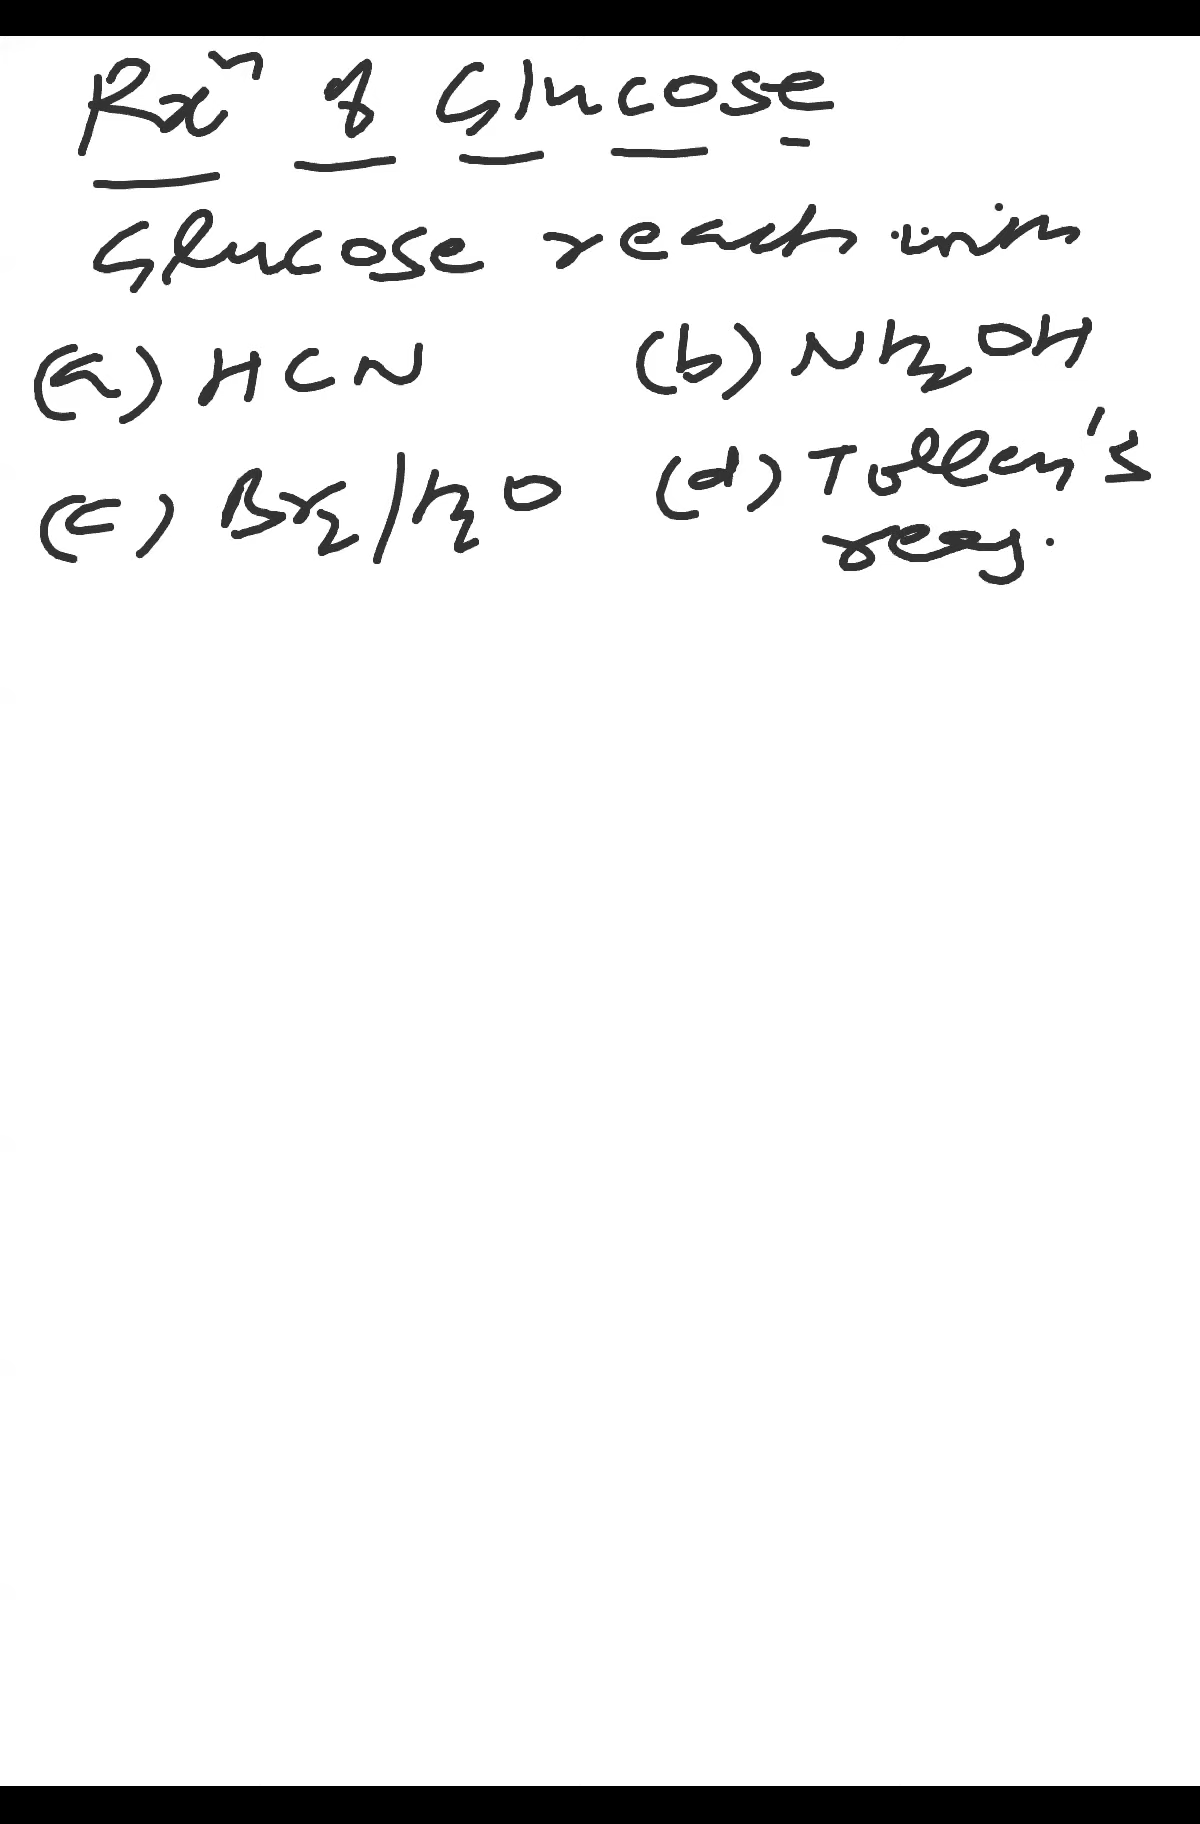 Rxⁿ of Glucose
Glucose reacts with
(a) HCN (b) NH₂OH
(c) Br₂/H₂O (d) Tollen's
reag.